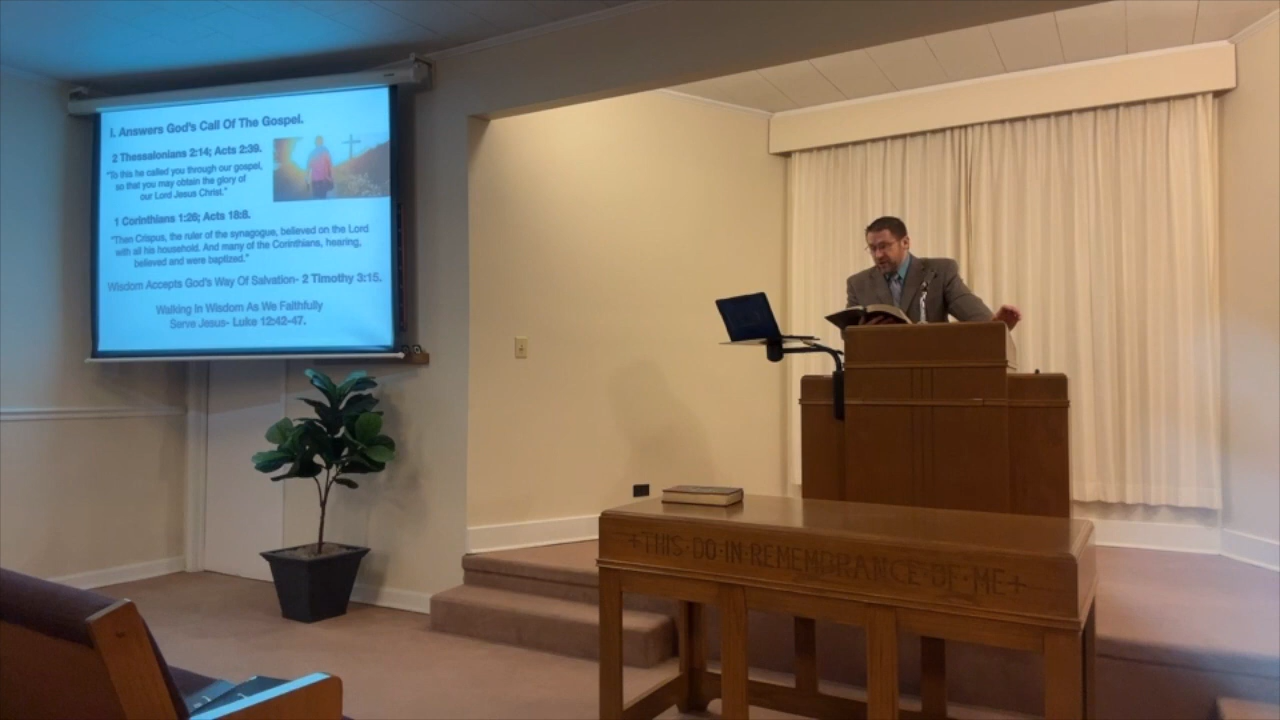 I. Answers God's Call Of The Gospel.
2 Thessalonians 2:14; Acts 2:39.
"To this he called you through our gospel,
so that you may obtain the glory of
our Lord Jesus Christ."
1 Corinthians 1:26; Acts 18:8.
"Then Crispus, the ruler of the synagogue, believed on the Lord
with all his household. And many of the Corinthians, hearing,
believed and were baptized."
Wisdom Accepts God's Way Of Salvation- 2 Timothy 3:15.
Walking In Wisdom As We Faithfully
Serve Jesus- Luke 12:42-47.
+THIS·DO·IN·REMEMBRANCE·OF·ME+